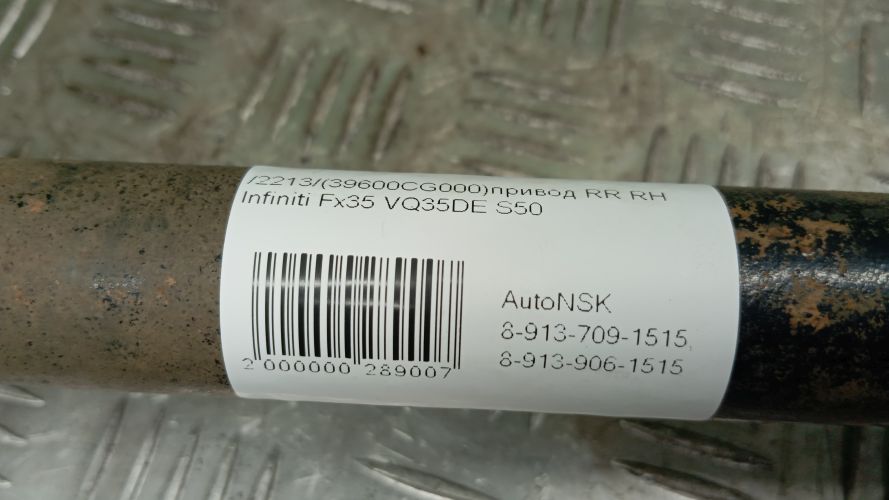 /2213/(39600CG000)привод RR RH
Infiniti Fx35 VQ35DE S50
AutoNSK
8-913-709-1515,
8-913-906-1515
2 000000 289007